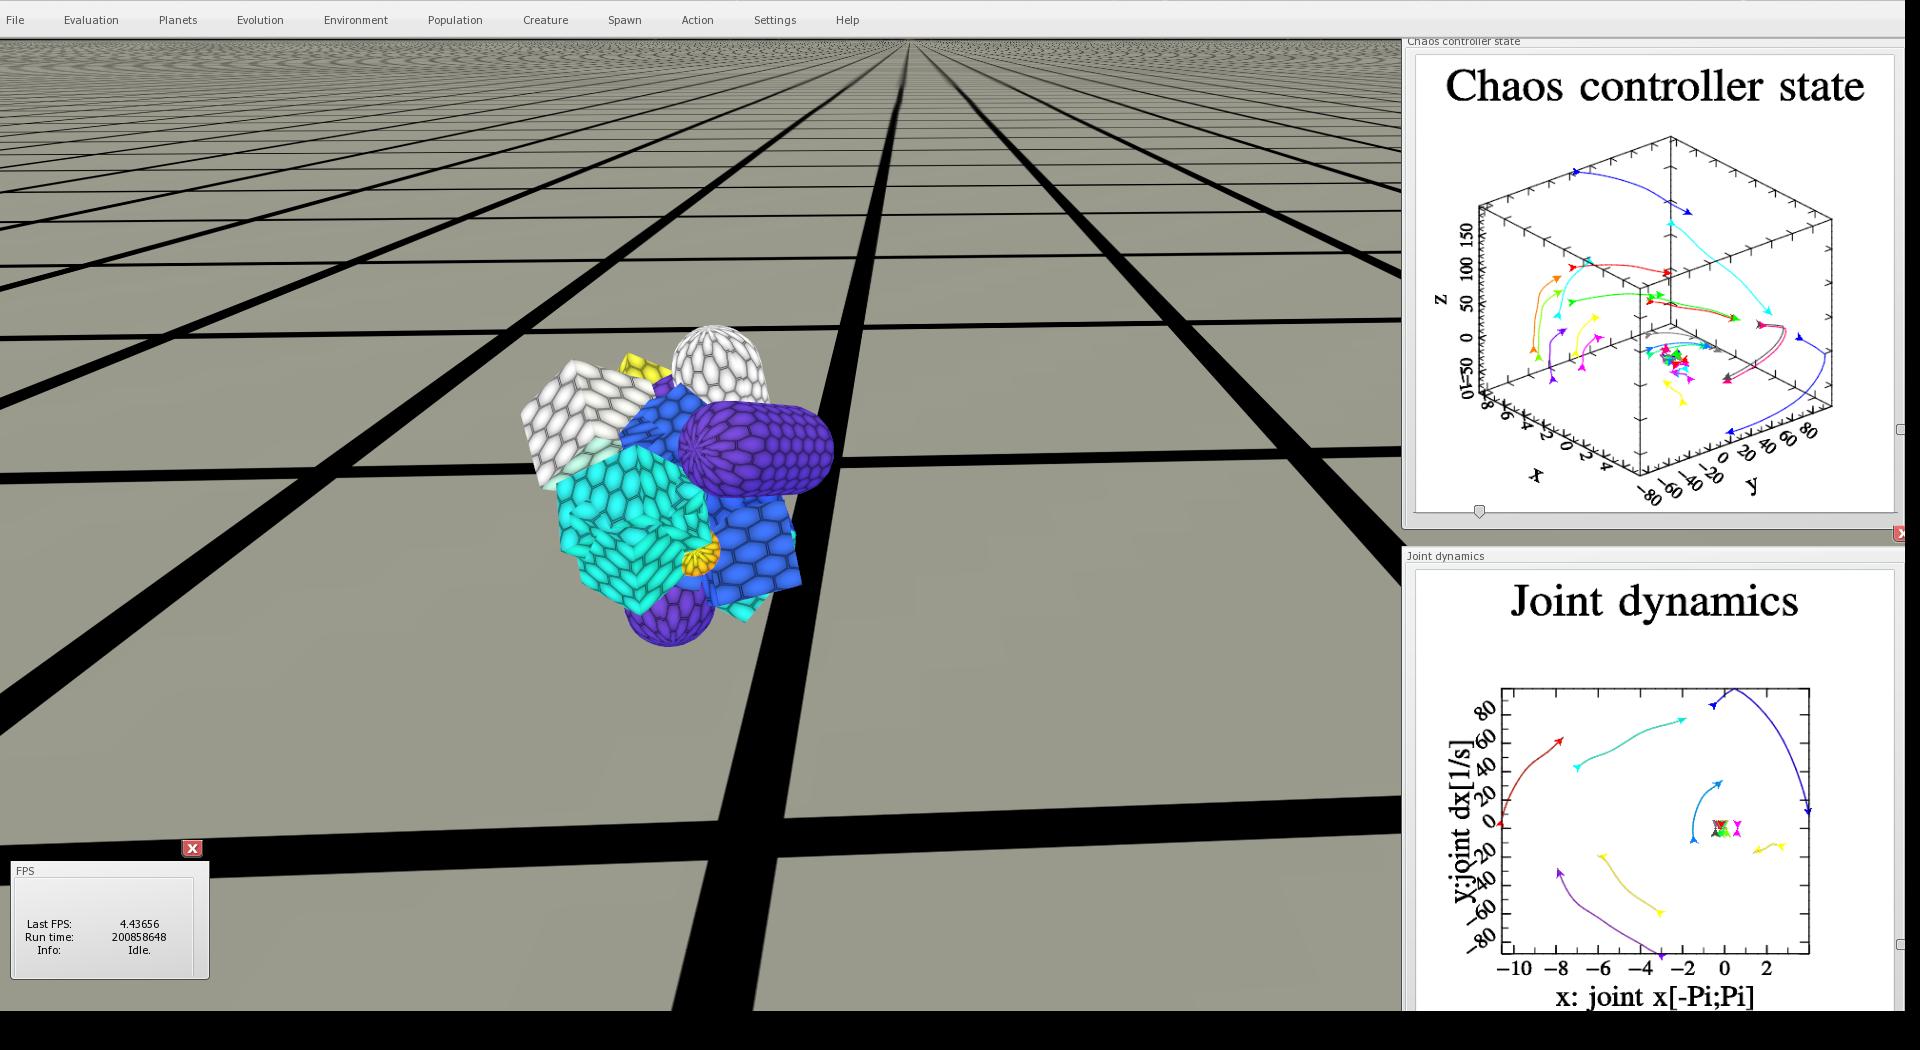 File Evaluation Planets Evolution Environment Population Creature Spawn Action Settings Help
Chaos controller state
Chaos controller state
150
100
50
0
−50
z
−8 −6 −4 −2 0 2 4
x
−80 −60 −40 −20 0 20 40 60 80
y
Joint dynamics
Joint dynamics
80
60
40
20
0
−20
−40
−60
−80
y:joint dx[1/s]
−10 −8 −6 −4 −2 0 2
x: joint x[-Pi;Pi]
FPS
Last FPS: 4.43656
Run time: 200858648
Info: Idle.